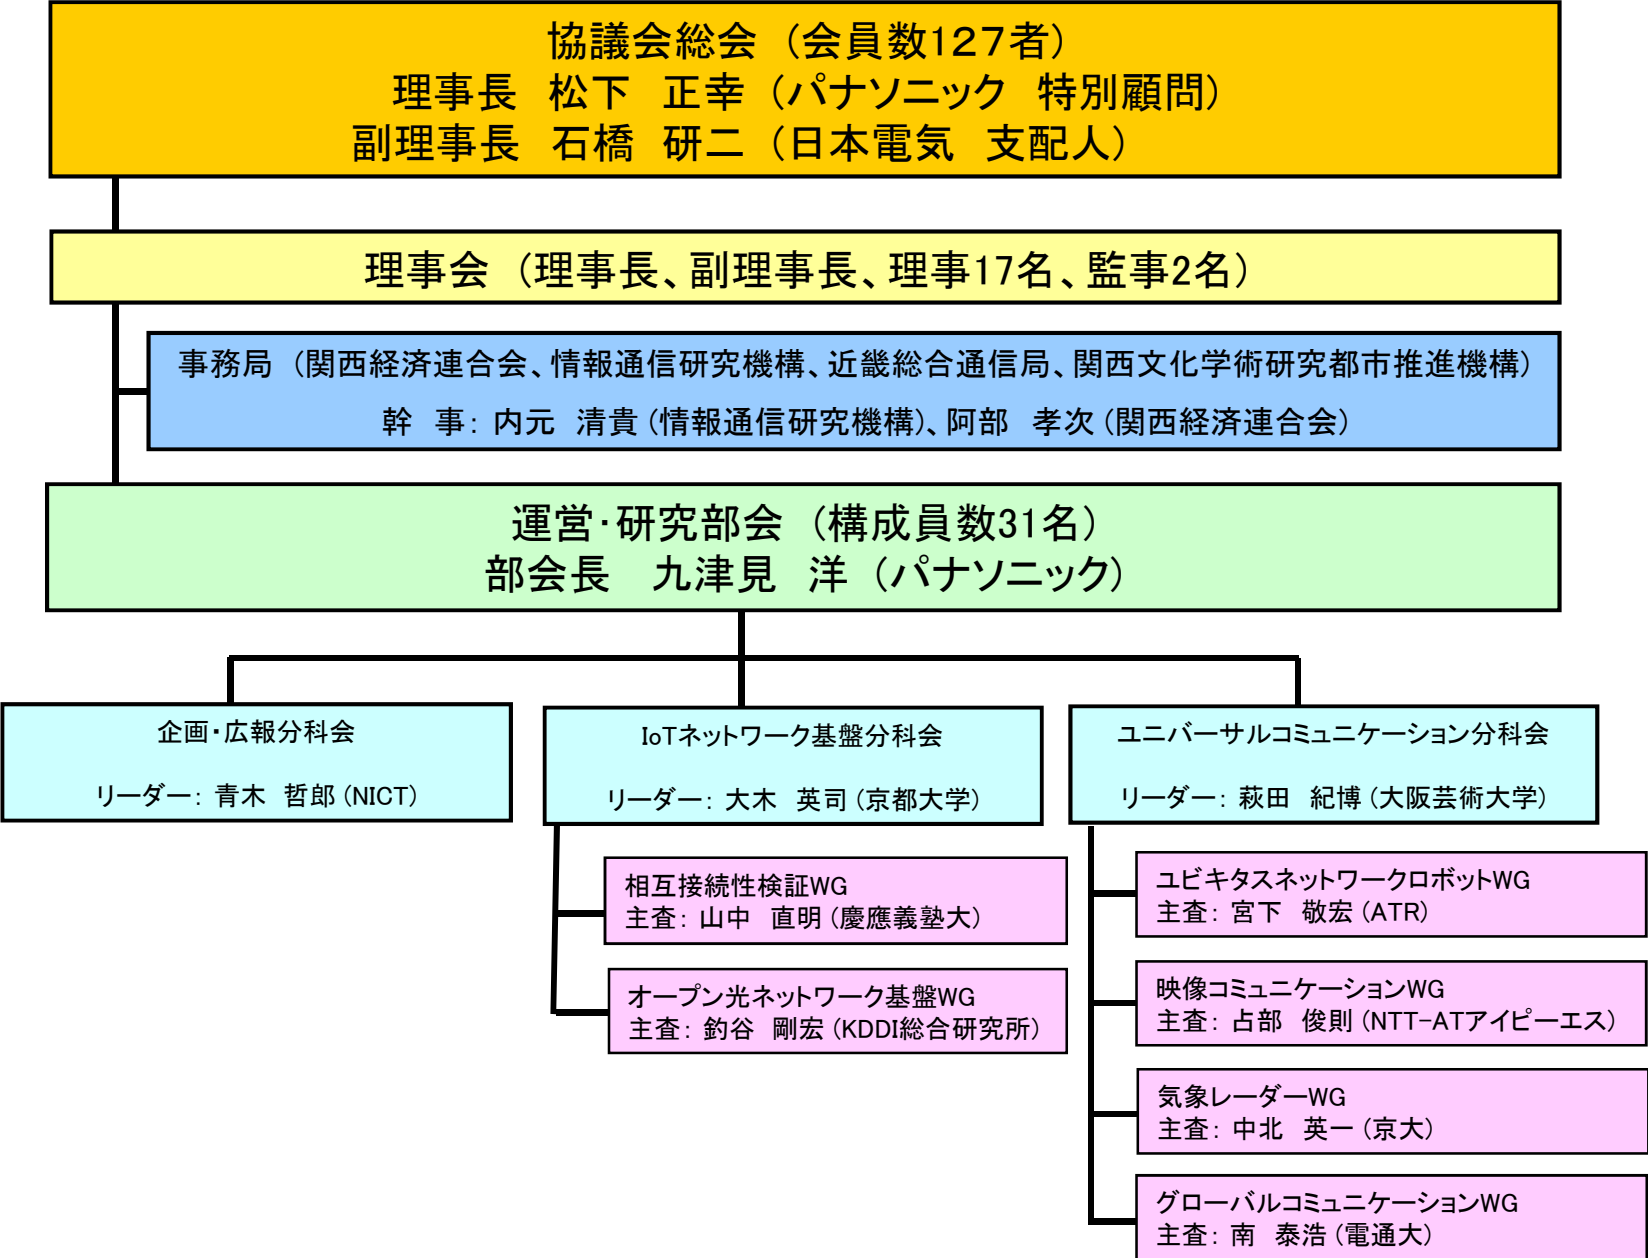 協議会総会 (会員数127者)
理事長 松下 正幸 (パナソニック 特別顧問)
副理事長 石橋 研二 (日本電気 支配人)
理事会 (理事長、副理事長、理事17名、監事2名)
事務局 (関西経済連合会、情報通信研究機構、近畿総合通信局、関西文化学術研究都市推進機構)
幹 事: 内元 清貴 (情報通信研究機構)、阿部 孝次 (関西経済連合会)
運営・研究部会 (構成員数31名)
部会長 九津見 洋 (パナソニック)
企画・広報分科会
リーダー: 青木 哲郎 (NICT)
IoTネットワーク基盤分科会
リーダー: 大木 英司 (京都大学)
相互接続性検証WG
主査: 山中 直明 (慶應義塾大)
オープン光ネットワーク基盤WG
主査: 釣谷 剛宏 (KDDI総合研究所)
ユニバーサルコミュニケーション分科会
リーダー: 萩田 紀博 (大阪芸術大学)
ユビキタスネットワークロボットWG
主査: 宮下 敬宏 (ATR)
映像コミュニケーションWG
主査: 占部 俊則 (NTT-ATアイピーエス)
気象レーダーWG
主査: 中北 英一 (京大)
グローバルコミュニケーションWG
主査: 南 泰浩 (電通大)